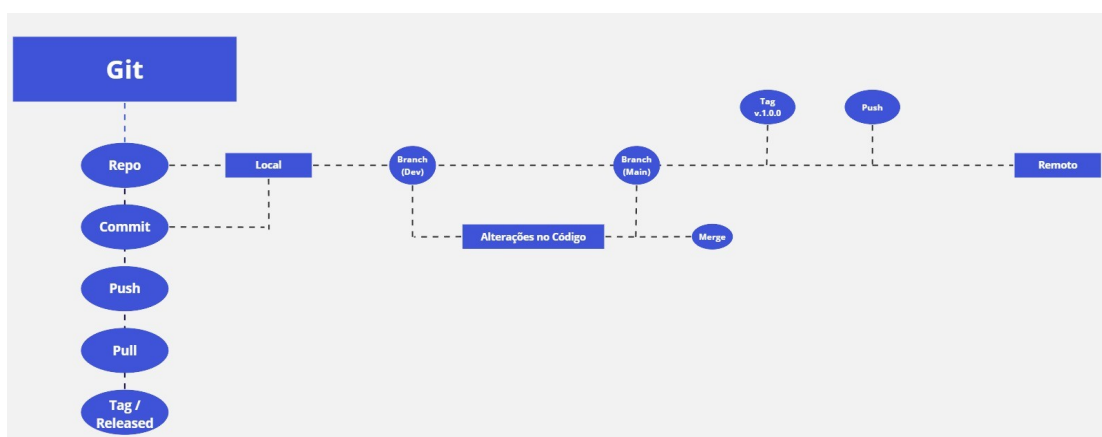 Git
Tag
v.1.0.0
Push
Repo
Local
Branch
(Dev)
Branch
(Main)
Remoto
Commit
Alterações no Código
Merge
Push
Pull
Tag /
Released